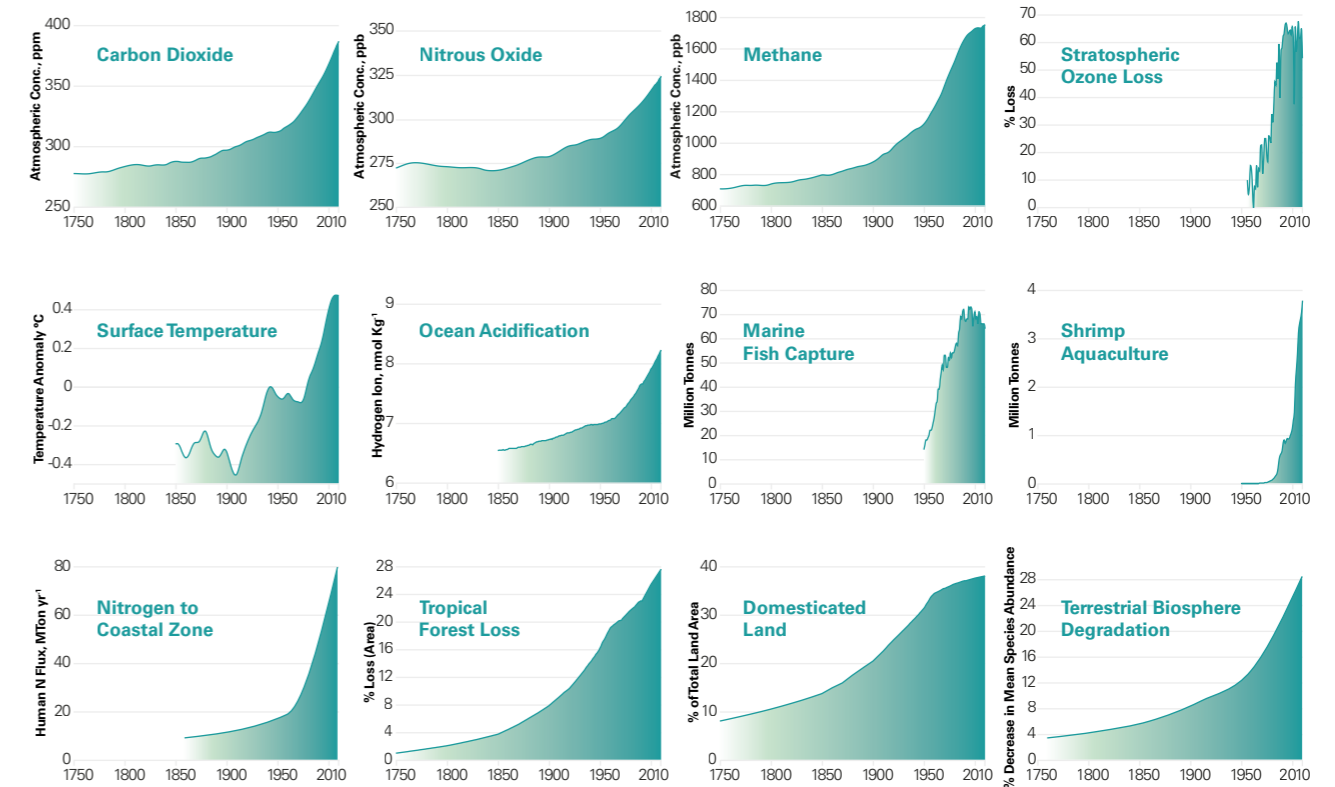 Carbon Dioxide
Atmospheric Conc., ppm
400
350
300
250
1750 1800 1850 1900 1950 2010
Nitrous Oxide
Atmospheric Conc., ppb
350
325
300
275
250
1750 1800 1850 1900 1950 2010
Methane
Atmospheric Conc., ppb
1800
1600
1400
1200
1000
800
600
1750 1800 1850 1900 1950 2010
Stratospheric
Ozone Loss
% Loss
70
60
50
40
30
20
10
0
1750 1800 1850 1900 1950 2010
Surface Temperature
Temperature Anomaly ºC
0.4
0.2
0
-0.2
-0.4
1750 1800 1850 1900 1950 2010
Ocean Acidification
Hydrogen Ion, nmol Kg⁻¹
9
8
7
6
1750 1800 1850 1900 1950 2010
Marine
Fish Capture
Million Tonnes
80
70
60
50
40
30
20
10
0
1750 1800 1850 1900 1950 2010
Shrimp
Aquaculture
Million Tonnes
4
3
2
1
0
1750 1800 1850 1900 1950 2010
Nitrogen to
Coastal Zone
Human N Flux, MTon yr⁻¹
80
60
40
20
0
1750 1800 1850 1900 1950 2010
Tropical
Forest Loss
% Loss (Area)
28
24
20
16
12
8
4
0
1750 1800 1850 1900 1950 2010
Domesticated
Land
% of Total Land Area
40
30
20
10
0
1750 1800 1850 1900 1950 2010
Terrestrial Biosphere
Degradation
% Decrease in Mean Species Abundance
28
24
20
16
12
8
4
0
1750 1800 1850 1900 1950 2010